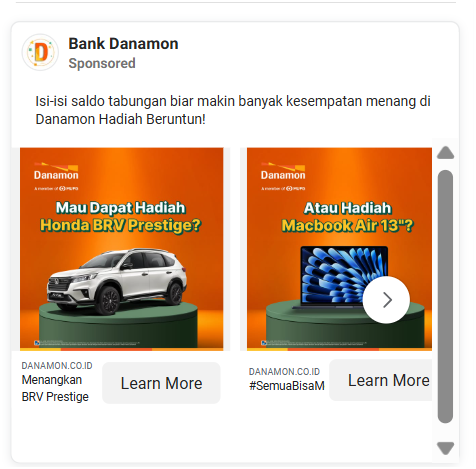 Bank Danamon
Sponsored
Isi-isi saldo tabungan biar makin banyak kesempatan menang di
Danamon Hadiah Beruntun!
Danamon
A member of MUFG
Mau Dapat Hadiah
Honda BRV Prestige?
DANAMON.CO.ID
Menangkan
BRV Prestige
Learn More
Danamon
A member of MUFG
Atau Hadiah
Macbook Air 13"?
DANAMON.CO.ID
#SemuaBisaM
Learn More